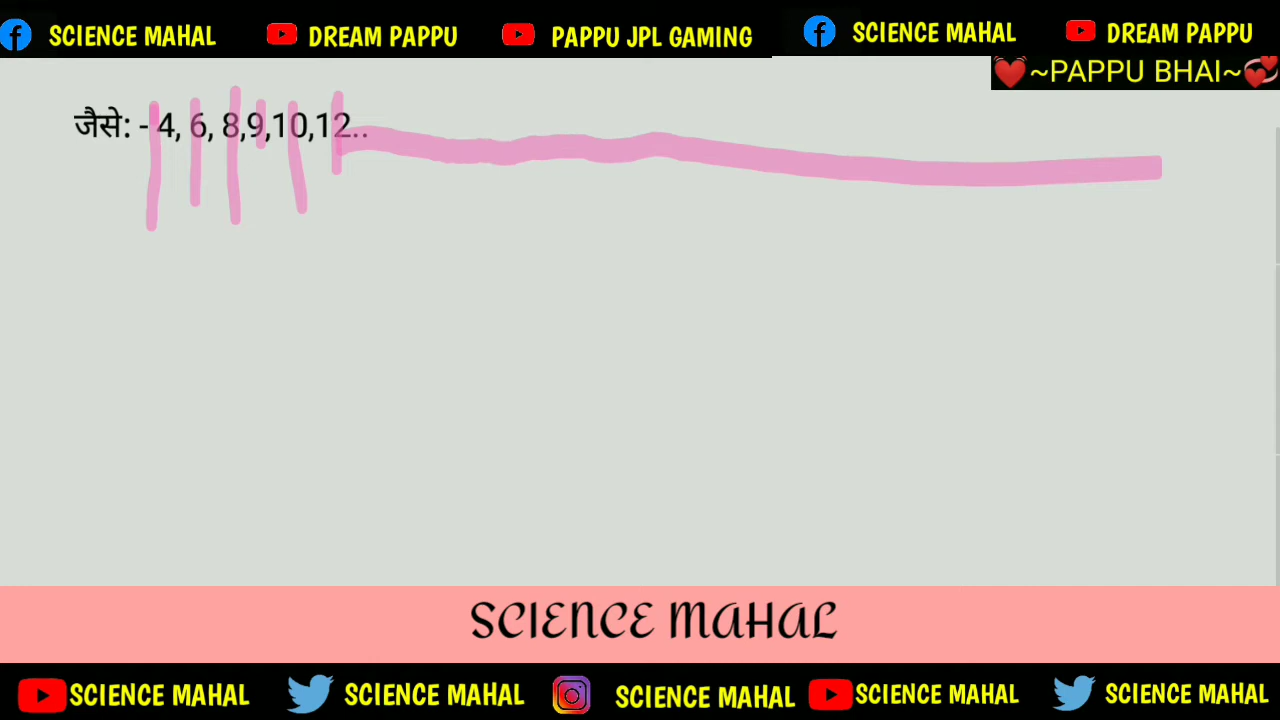 SCIENCE MAHAL DREAM PAPPU PAPPU JPL GAMING SCIENCE MAHAL DREAM PAPPU
~PAPPU BHAI~
जैसे: - 4, 6, 8,9,10,12..
SCIENCE MAHAL
SCIENCE MAHAL SCIENCE MAHAL SCIENCE MAHAL SCIENCE MAHAL SCIENCE MAHAL